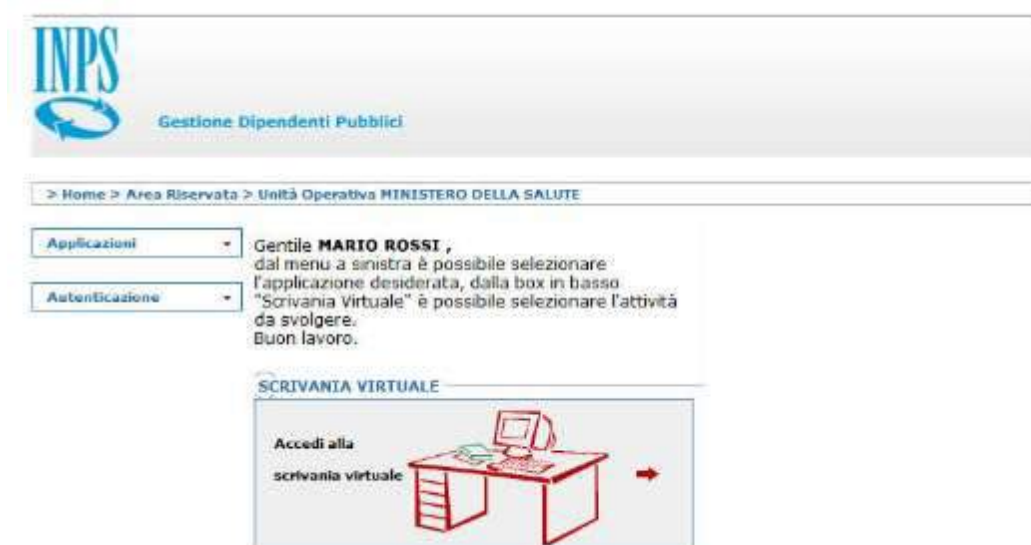 INPS
Gestione Dipendenti Pubblici
> Home > Area Riservata > Unità Operativa MINISTERO DELLA SALUTE
Applicazioni
Autenticazione
Gentile MARIO ROSSI ,
dal menu a sinistra è possibile selezionare
l'applicazione desiderata, dalla box in basso
"Scrivania Virtuale" è possibile selezionare l'attività
da svolgere.
Buon lavoro.
SCRIVANIA VIRTUALE
Accedi alla
scrivania virtuale